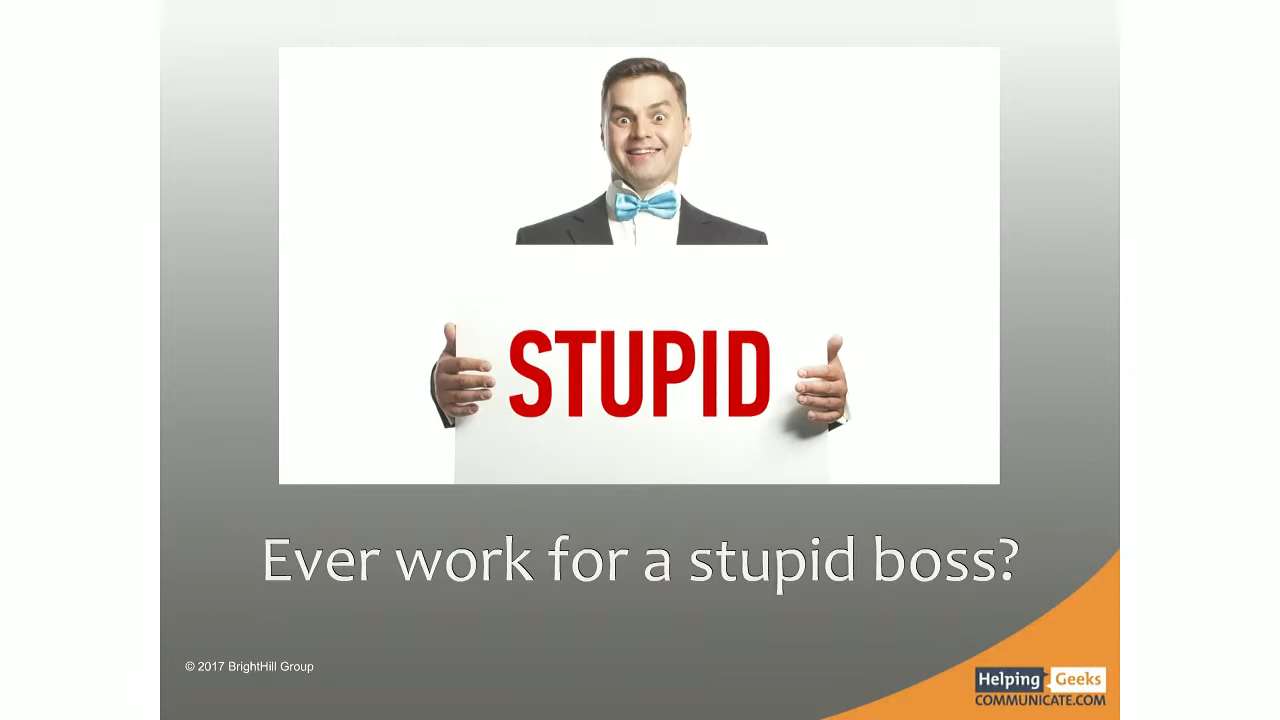 STUPID
Ever work for a stupid boss?
© 2017 BrightHill Group
Helping Geeks
COMMUNICATE.COM